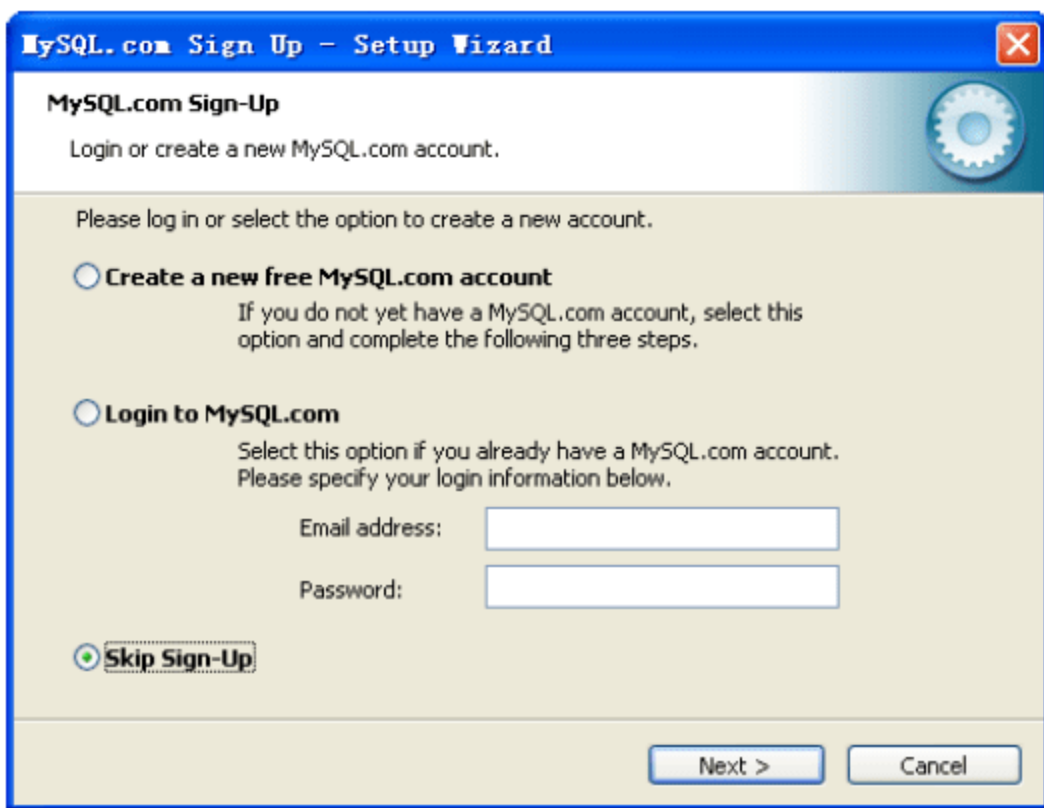 MySQL.com Sign Up - Setup Wizard
MySQL.com Sign-Up
Login or create a new MySQL.com account.
Please log in or select the option to create a new account.
Create a new free MySQL.com account
If you do not yet have a MySQL.com account, select this
option and complete the following three steps.
Login to MySQL.com
Select this option if you already have a MySQL.com account.
Please specify your login information below.
Email address:
Password:
Skip Sign-Up
Next >
Cancel